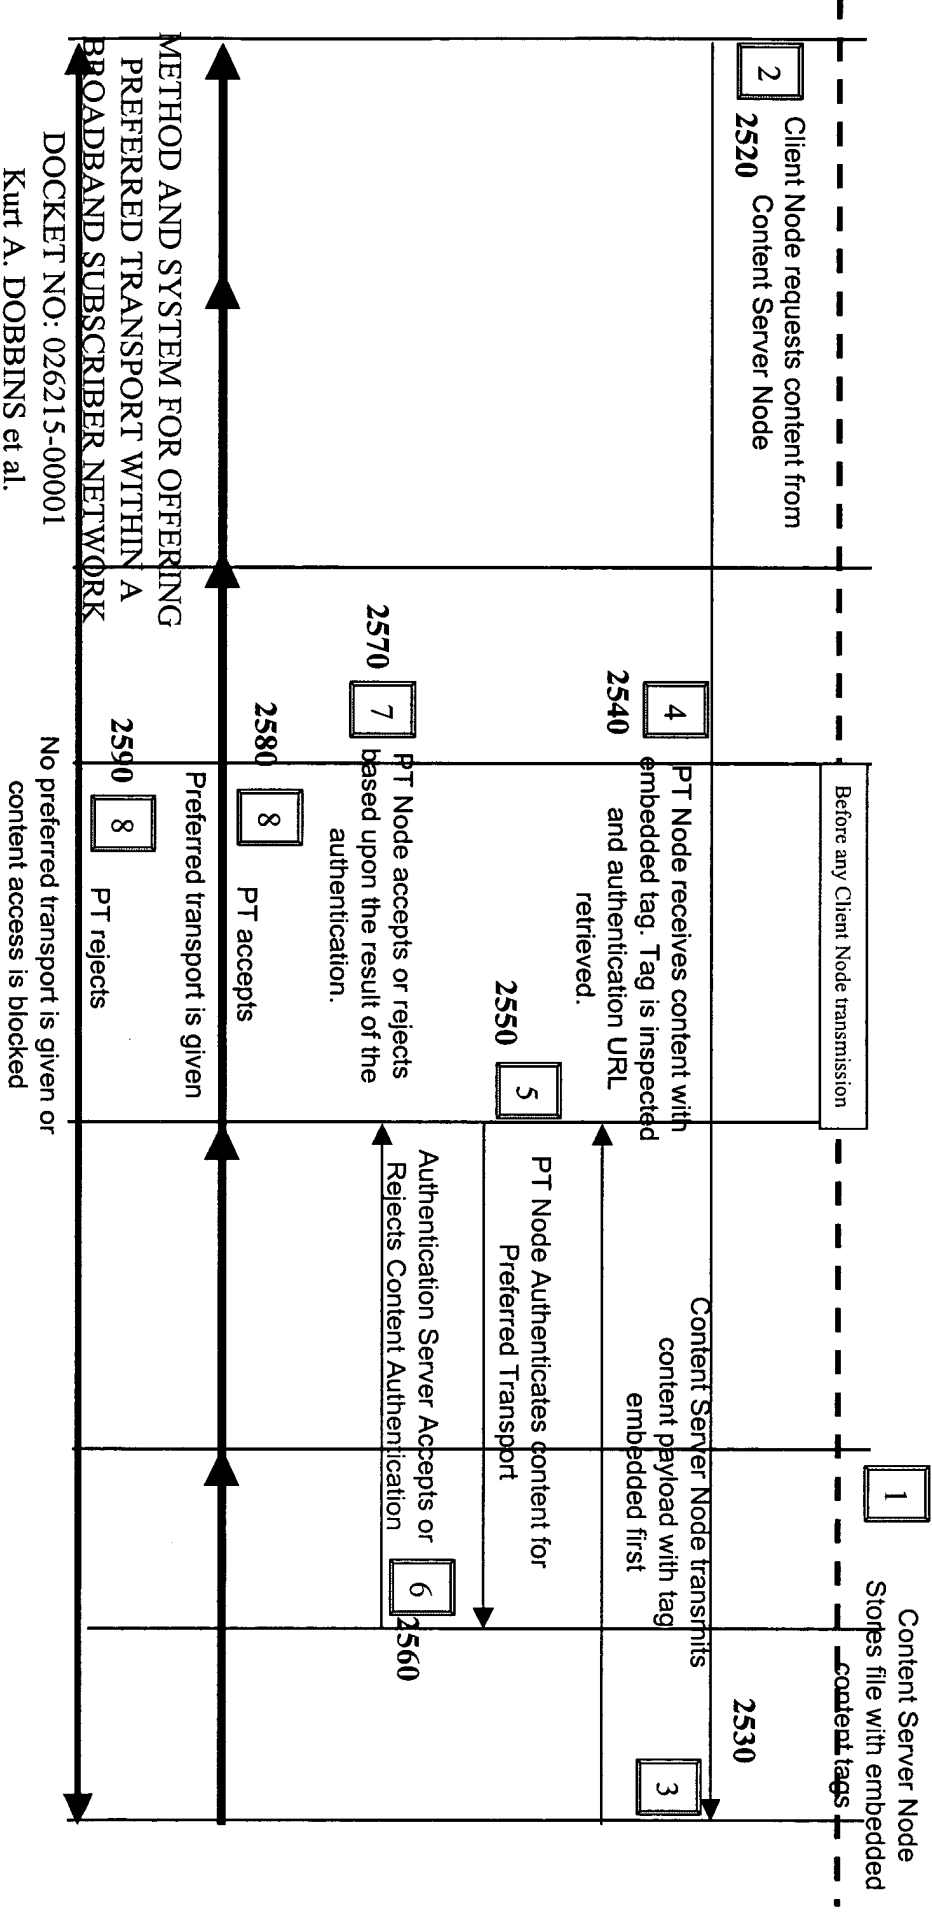 1
Content Server Node
Stores file with embedded
content tags
Before any Client Node transmission
2
Client Node requests content from
Content Server Node
2520
2530
3
Content Server Node transmits
content payload with tag
embedded first
4
2540
PT Node receives content with
embedded tag. Tag is inspected
and authentication URL
retrieved.
2550
5
PT Node Authenticates content for
Preferred Transport
Authentication Server Accepts or
Rejects Content Authentication
6
2560
2570
7
PT Node accepts or rejects
based upon the result of the
authentication.
2580
8
PT accepts
Preferred transport is given
2590
8
PT rejects
No preferred transport is given or
content access is blocked
METHOD AND SYSTEM FOR OFFERING
PREFERRED TRANSPORT WITHIN A
BROADBAND SUBSCRIBER NETWORK
DOCKET NO: 026215-00001
Kurt A. DOBBINS et al.